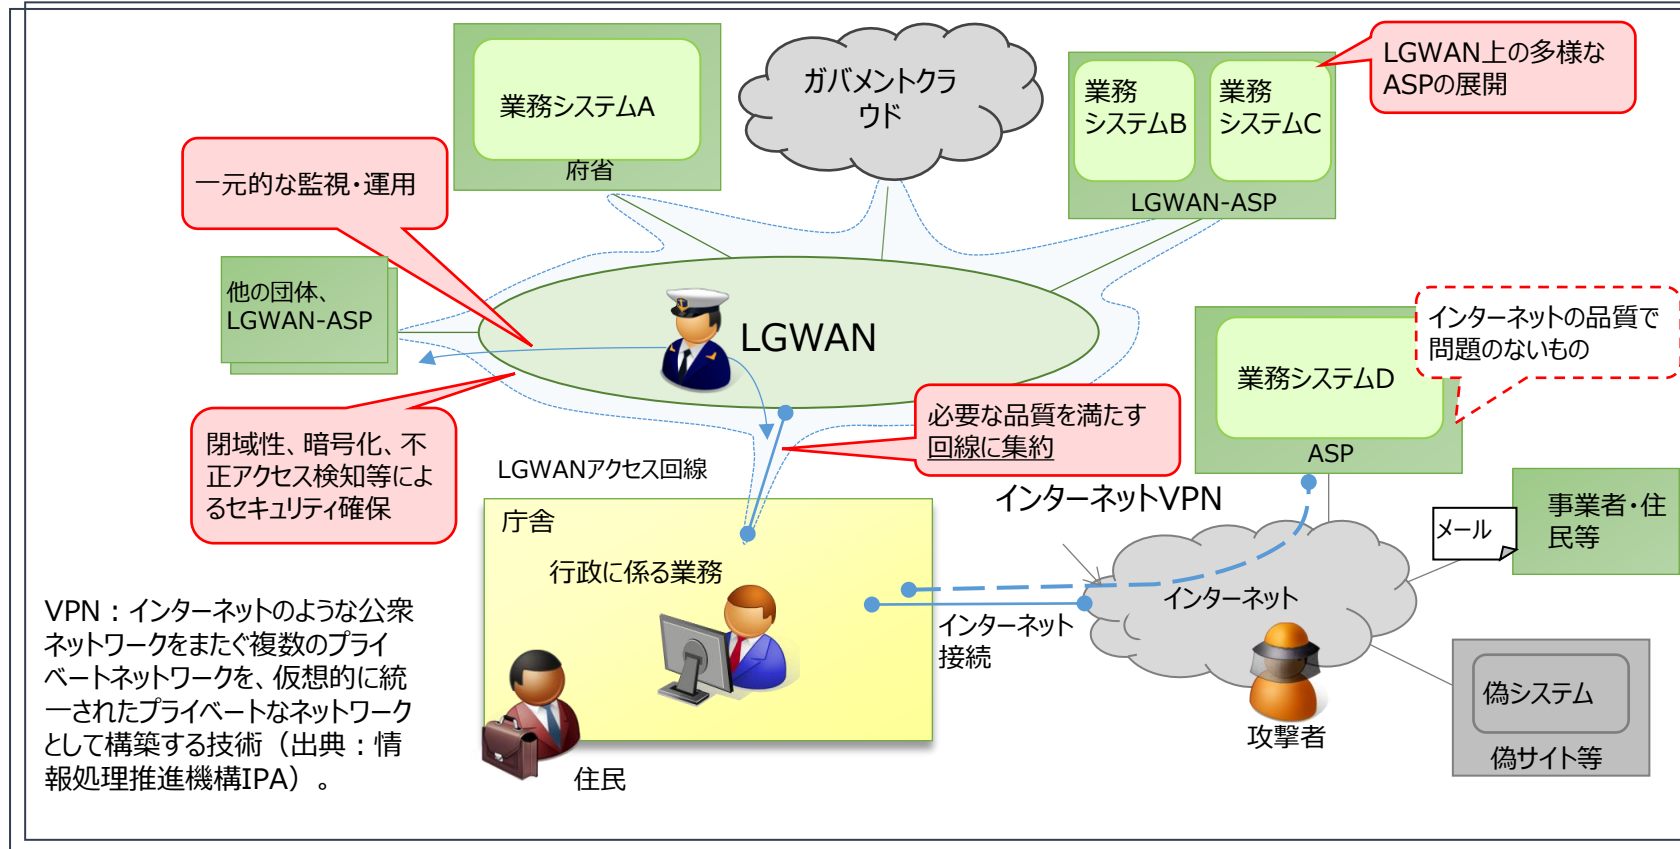 業務システムA
府省
ガバメントクラ
ウド
業務
システムB
業務
システムC
LGWAN-ASP
LGWAN上の多様な
ASPの展開
一元的な監視・運用
他の団体、
LGWAN-ASP
LGWAN
インターネットの品質で
問題のないもの
業務システムD
ASP
閉域性、暗号化、不
正アクセス検知等によ
るセキュリティ確保
必要な品質を満たす
回線に集約
LGWANアクセス回線
インターネットVPN
庁舎
行政に係る業務
メール
事業者・住
民等
インターネット
インターネット
接続
VPN：インターネットのような公衆
ネットワークをまたぐ複数のプライ
ベートネットワークを、仮想的に統
一されたプライベートなネットワーク
として構築する技術（出典：情
報処理推進機構IPA）。
住民
攻撃者
偽システム
偽サイト等